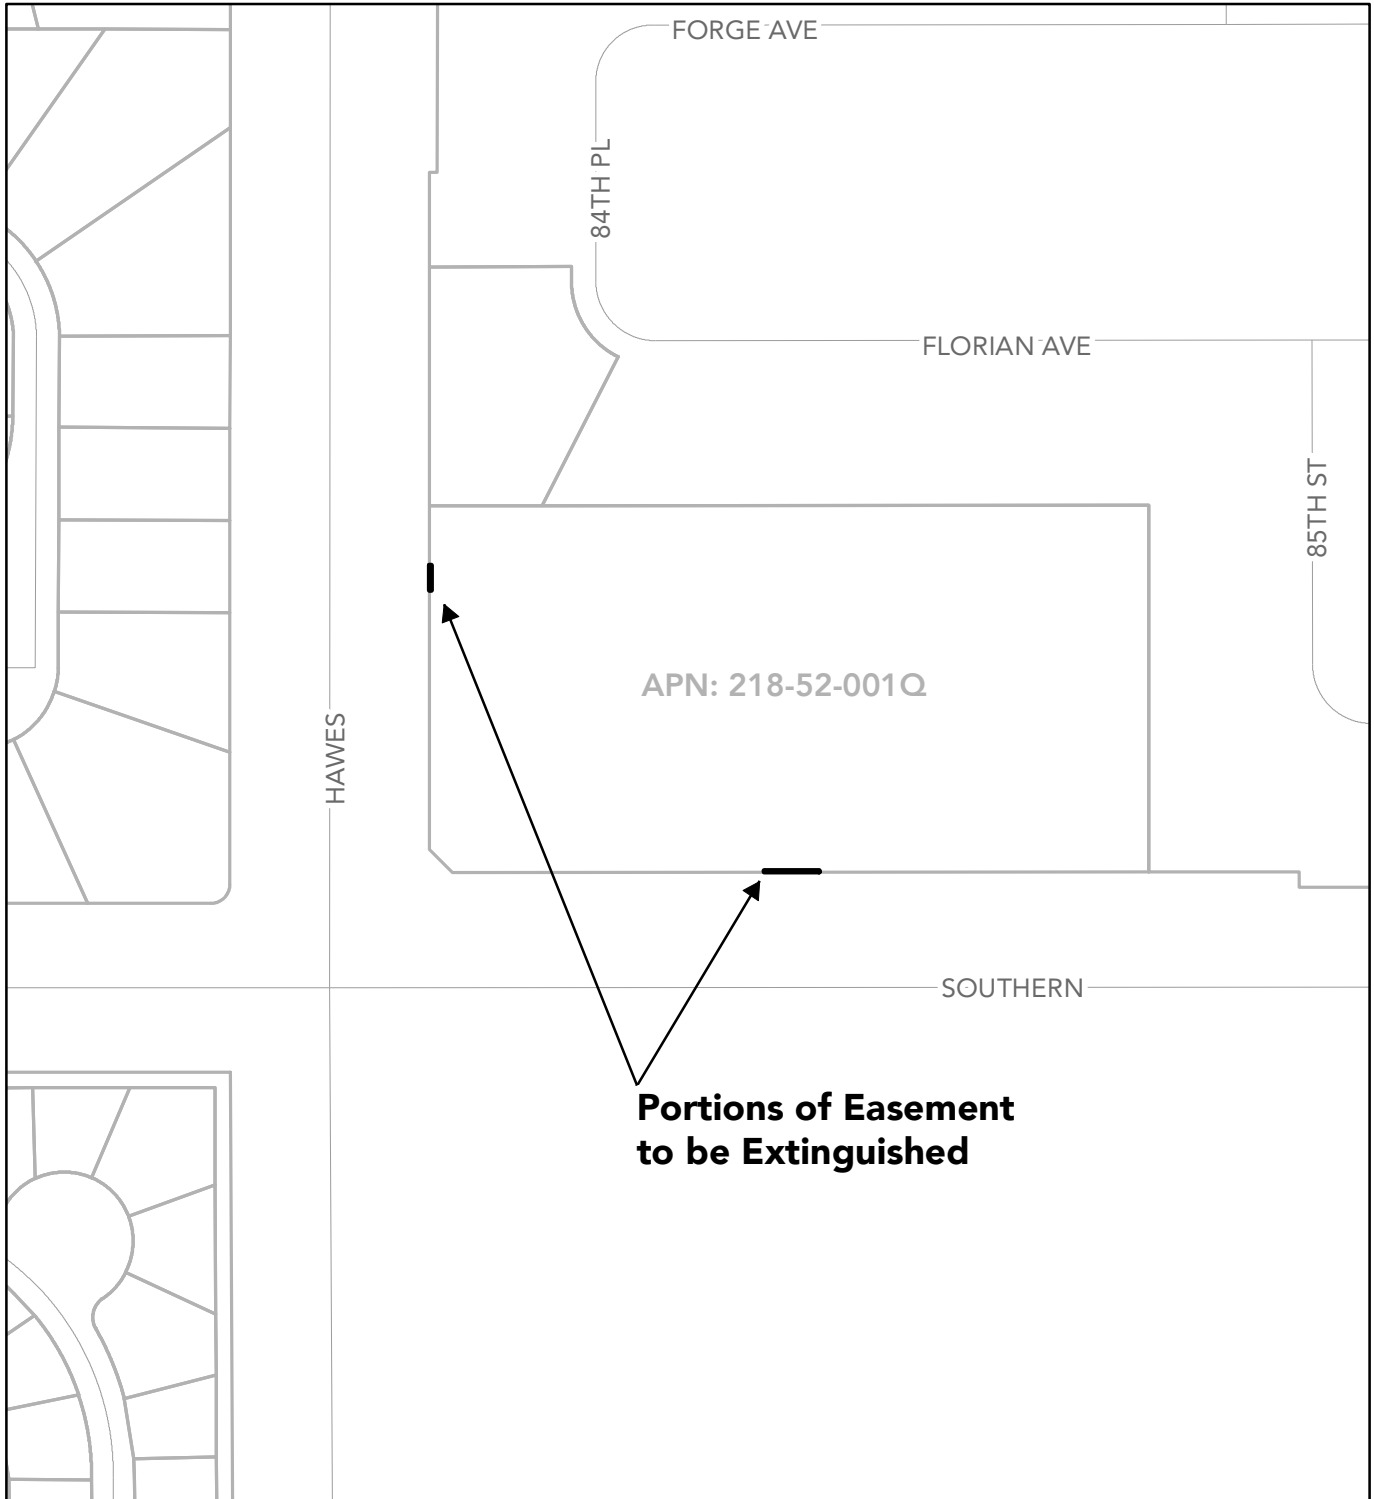 FORGE AVE
84TH PL
FLORIAN AVE
85TH ST
APN: 218-52-001Q
HAWES
SOUTHERN
Portions of Easement
to be Extinguished